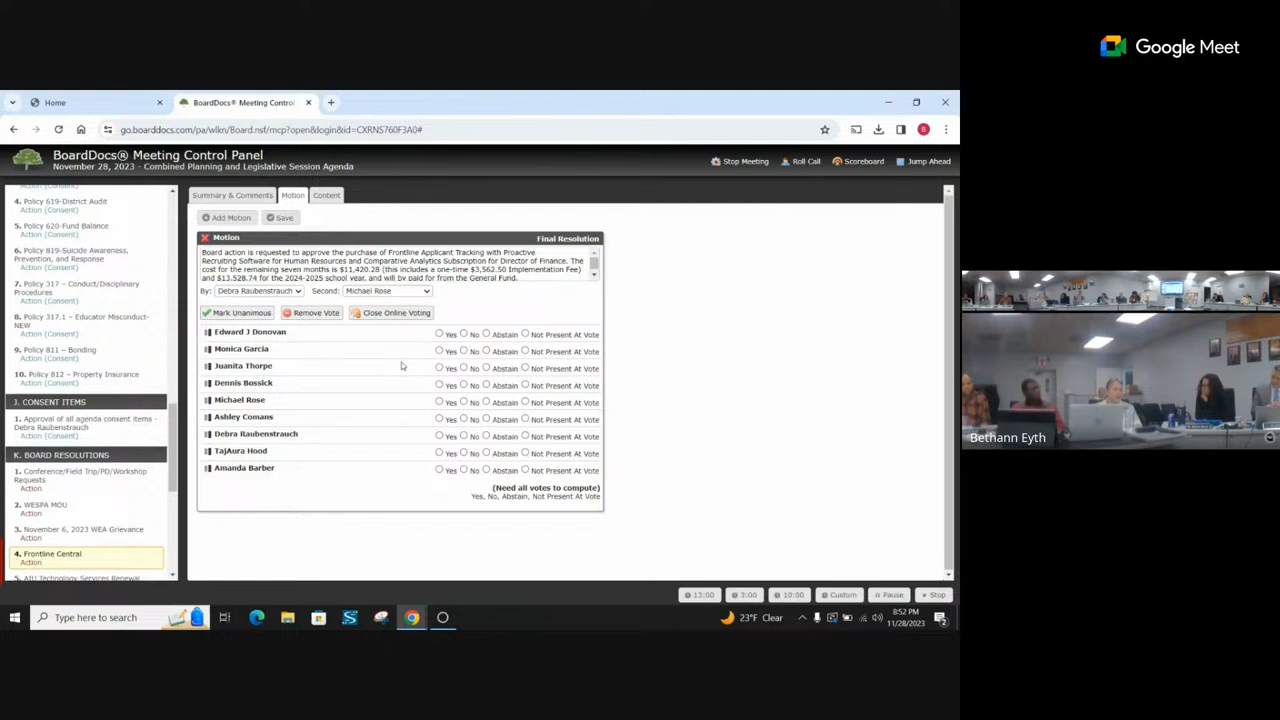 Google Meet
Home
BoardDocs® Meeting Control
go.boarddocs.com/pa/wlkn/Board.nsf/mcp?open&login&id=CXRNS760F3A0#
B
BoardDocs® Meeting Control Panel
November 28, 2023 - Combined Planning and Legislative Session Agenda
Stop Meeting
Roll Call
Scoreboard
Jump Ahead
Action (Consent)
4. Policy 619-District Audit
Action (Consent)
5. Policy 620-Fund Balance
Action (Consent)
6. Policy 819-Suicide Awareness,
Prevention, and Response
Action (Consent)
7. Policy 317 – Conduct/Disciplinary
Procedures
Action (Consent)
8. Policy 317.1 – Educator Misconduct-
NEW
Action (Consent)
9. Policy 811 – Bonding
Action (Consent)
10. Policy 812 – Property Insurance
Action (Consent)
J. CONSENT ITEMS
1. Approval of all agenda consent items -
Debra Raubenstrauch
Action (Consent)
K. BOARD RESOLUTIONS
1. Conference/Field Trip/PD/Workshop
Requests
Action
2. WESPA MOU
Action
3. November 6, 2023 WEA Grievance
Action
4. Frontline Central
Action
5. AIU Technology Services Renewal
Summary & Comments
Motion
Content
Add Motion
Save
Motion
Final Resolution
Board action is requested to approve the purchase of Frontline Applicant Tracking with Proactive
Recruiting Software for Human Resources and Comparative Analytics Subscription for Director of Finance. The
cost for the remaining seven months is $11,420.28 (this includes a one-time $3,562.50 Implementation Fee)
and $13,528.74 for the 2024-2025 school year, and will be paid for from the General Fund.
By: Debra Raubenstrauch Second: Michael Rose
Mark Unanimous
Remove Vote
Close Online Voting
Edward J Donovan Yes No Abstain Not Present At Vote
Monica Garcia Yes No Abstain Not Present At Vote
Juanita Thorpe Yes No Abstain Not Present At Vote
Dennis Bossick Yes No Abstain Not Present At Vote
Michael Rose Yes No Abstain Not Present At Vote
Ashley Comans Yes No Abstain Not Present At Vote
Debra Raubenstrauch Yes No Abstain Not Present At Vote
TajAura Hood Yes No Abstain Not Present At Vote
Amanda Barber Yes No Abstain Not Present At Vote
(Need all votes to compute)
Yes, No, Abstain, Not Present At Vote
13:00
3:00
10:00
Custom
Pause
Stop
Type here to search
23°F Clear
8:52 PM
11/28/2023
2
Bethann Eyth